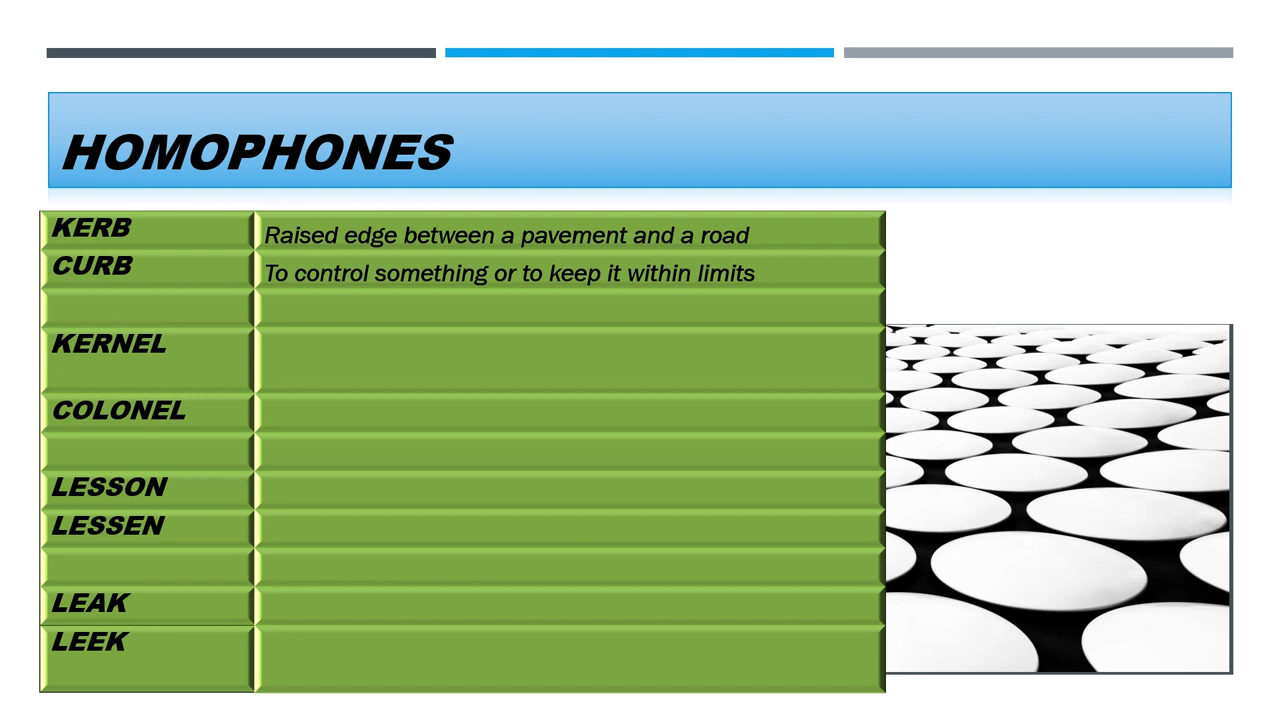 HOMOPHONES
KERB Raised edge between a pavement and a road
CURB To control something or to keep it within limits
KERNEL
COLONEL
LESSON
LESSEN
LEAK
LEEK